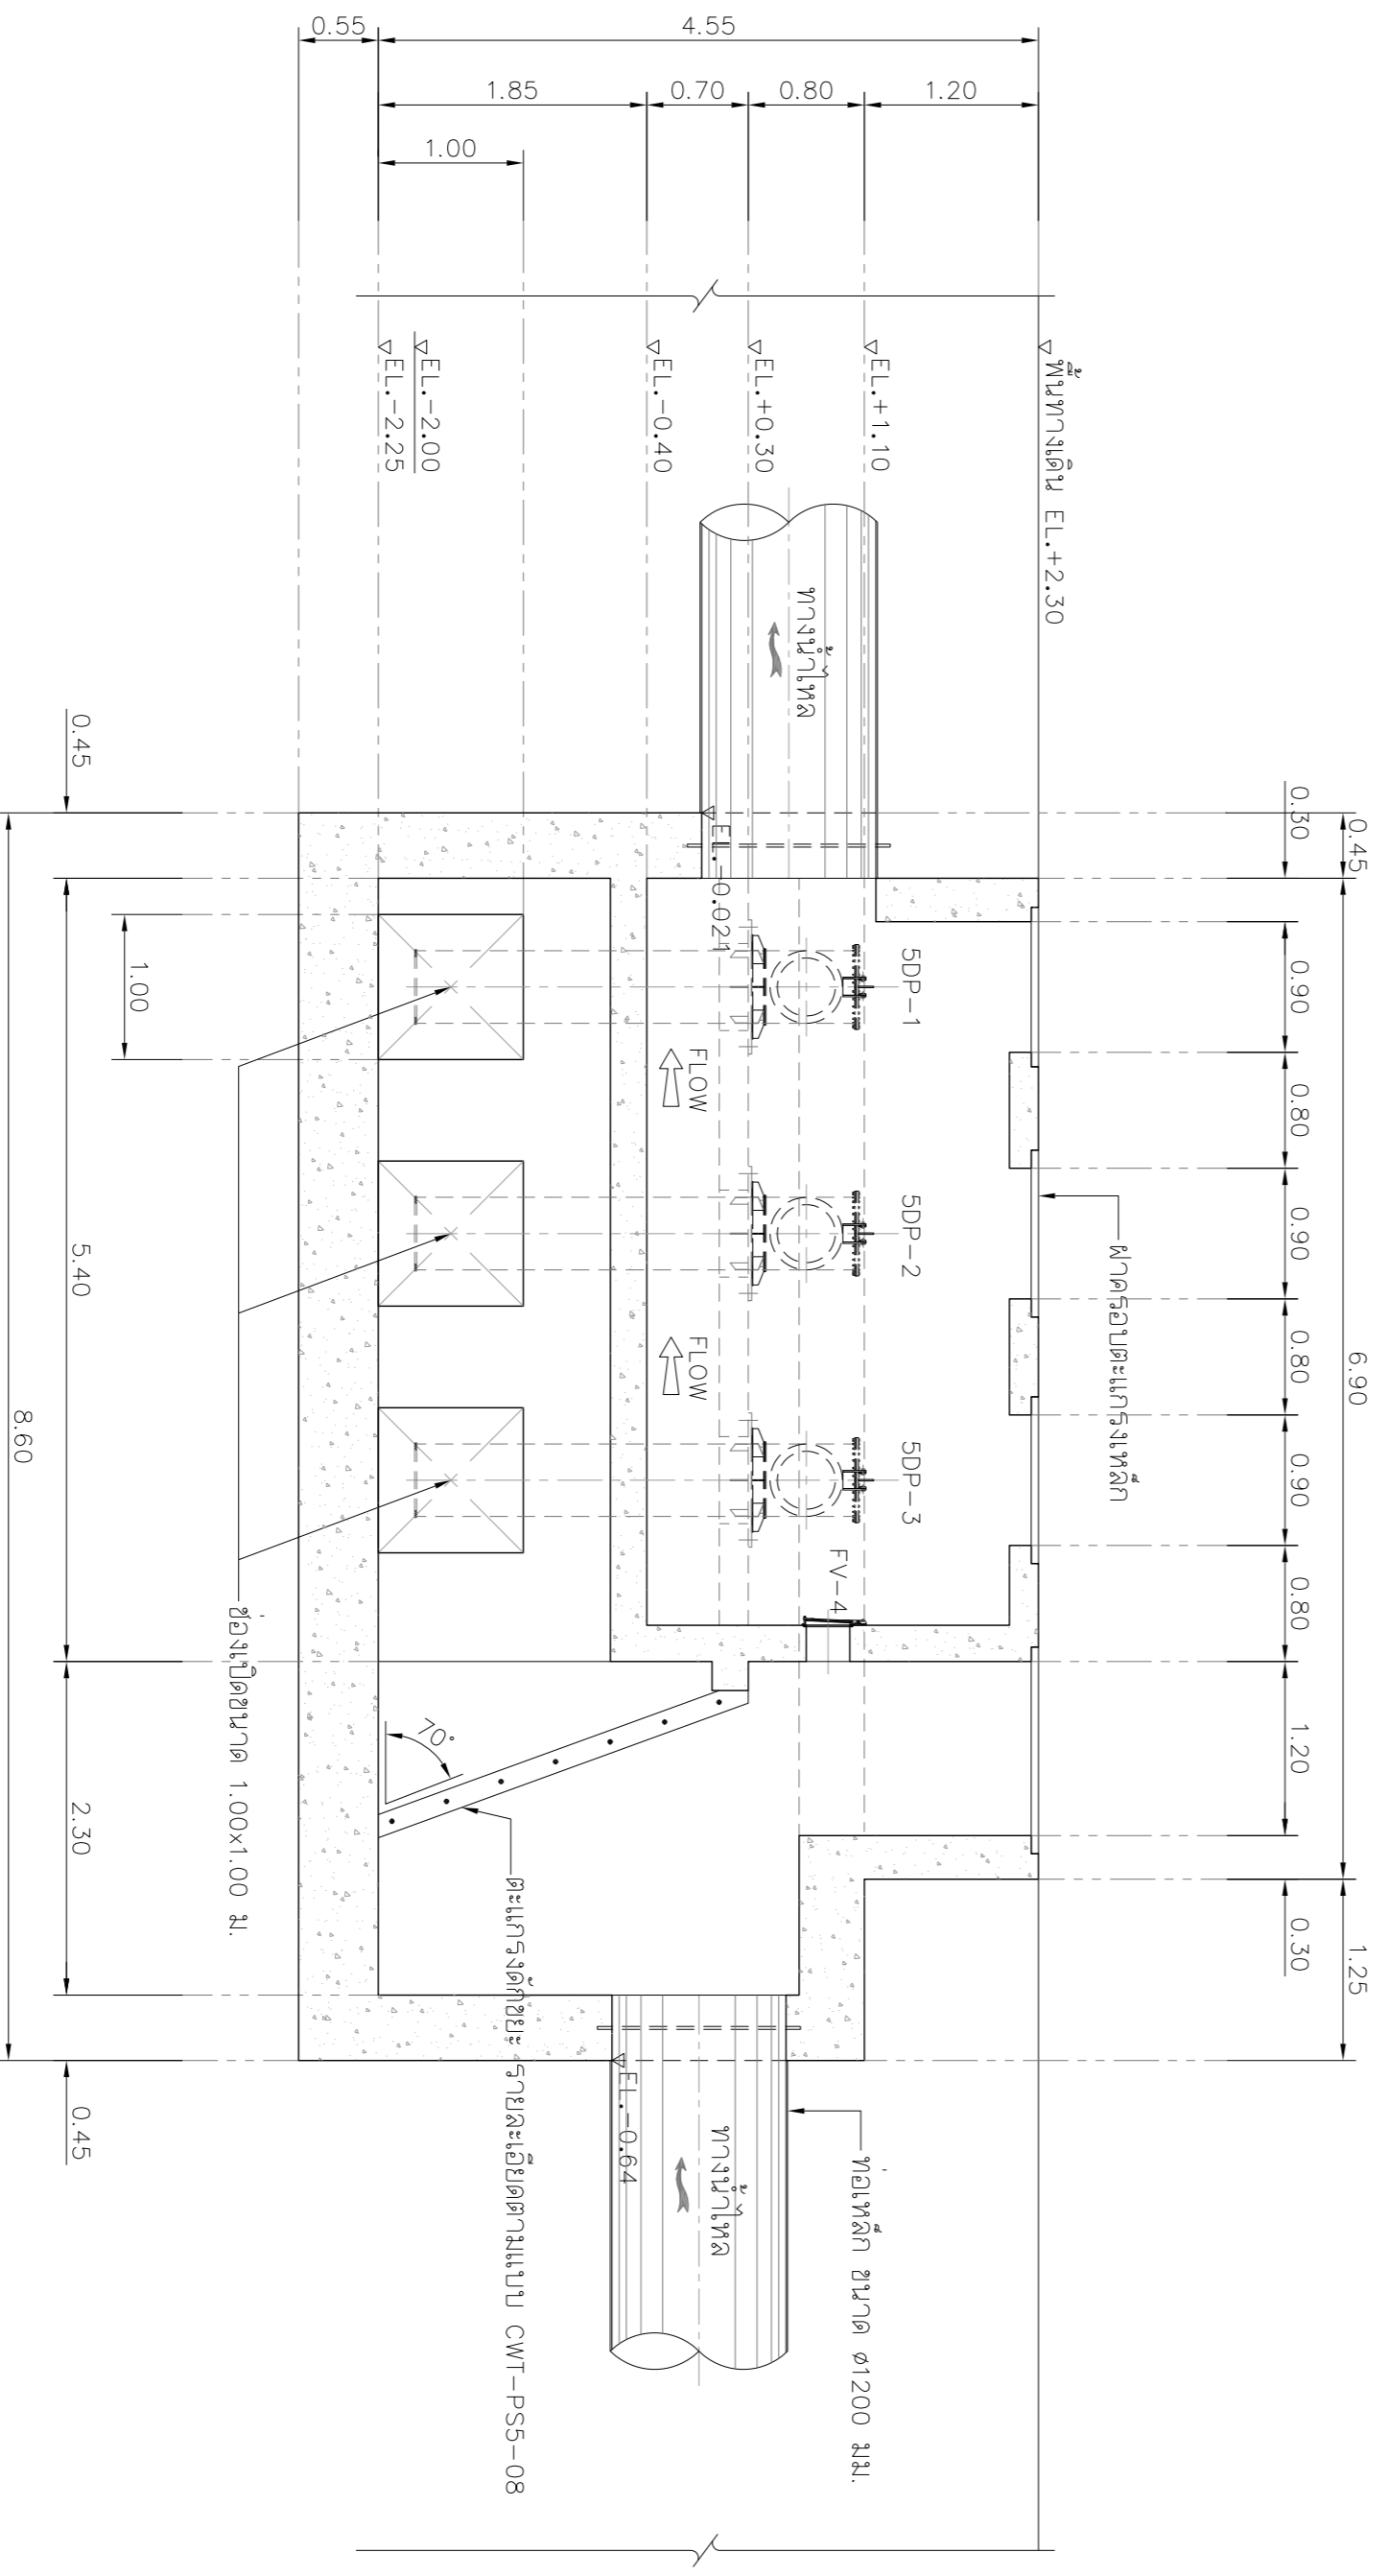 0.45
6.90
1.25
0.30
0.90
0.80
0.90
0.80
0.90
0.80
1.20
0.30
ฝาครอบตะแกรงเหล็ก
พื้นทางเดิน EL.+2.30
1.20
EL.+1.10
5DP-1
5DP-2
5DP-3
FV-4
ท่อเหล็ก ขนาด ø1200 มม.
0.80
ทางน้ำไหล
EL.+0.30
EL.-0.021
ทางน้ำไหล
0.70
4.55
FLOW
FLOW
EL.-0.40
EL.-0.64
1.85
1.00
70°
ตะแกรงดักขยะ รายละเอียดตามแบบ CWT-PS5-08
EL.-2.00
EL.-2.25
0.55
ช่องเปิดขนาด 1.00x1.00 ม.
1.00
0.45
5.40
2.30
0.45
8.60